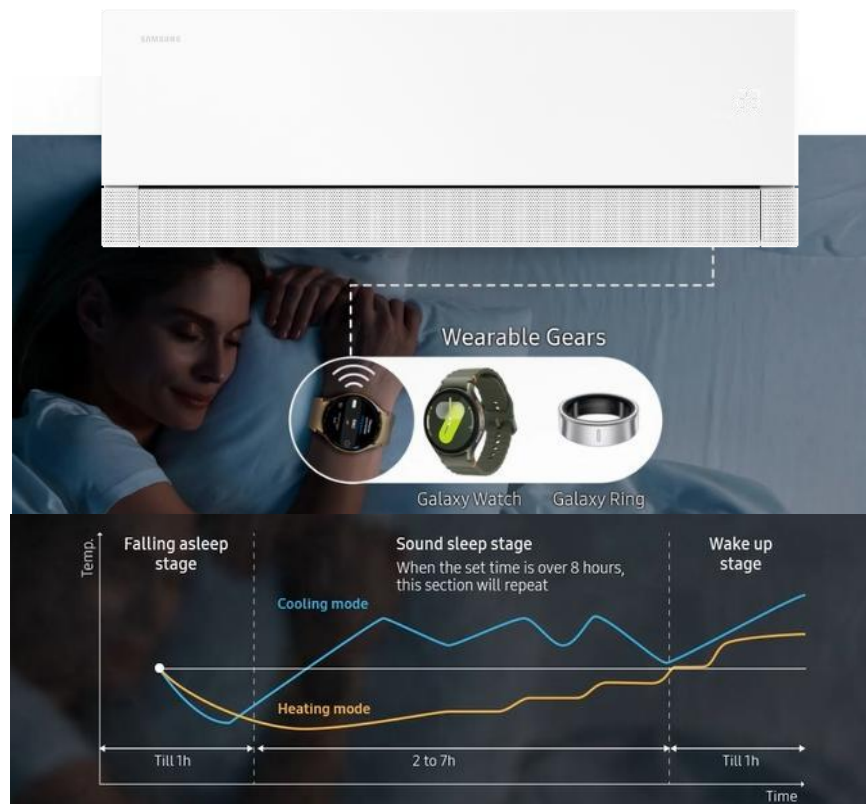 SAMSUNG
Wearable Gears
Galaxy Watch
Galaxy Ring
Temp.
Falling asleep
stage
Sound sleep stage
When the set time is over 8 hours,
this section will repeat
Wake up
stage
Cooling mode
Heating mode
Till 1h
2 to 7h
Till 1h
Time